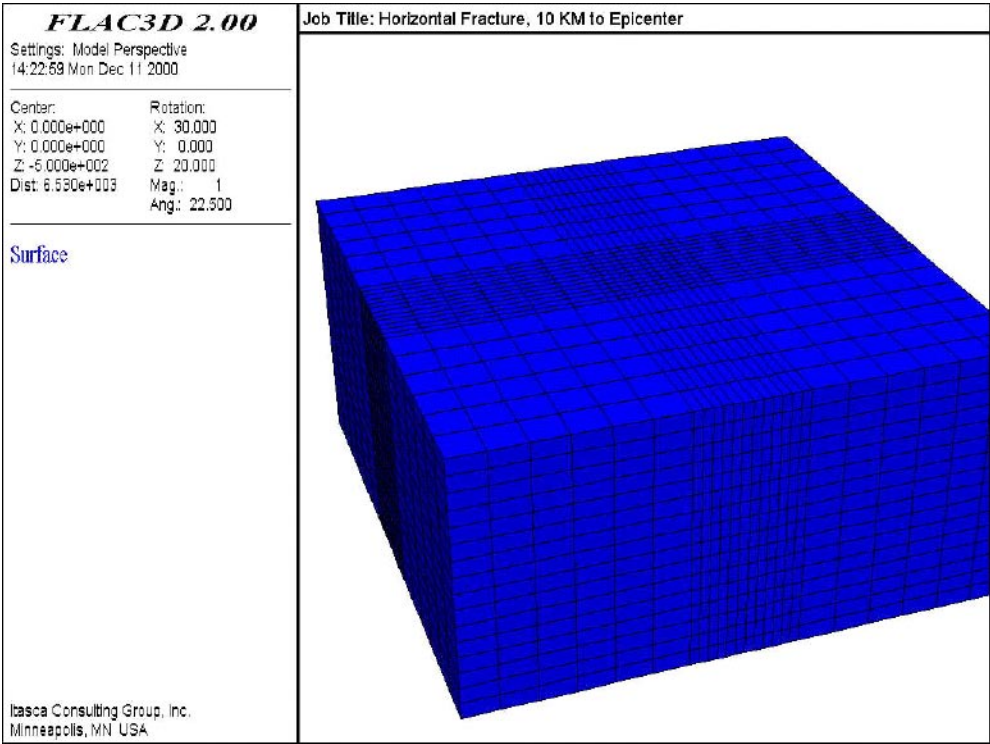 FLAC3D 2.00
Settings: Model Perspective
14:22:59 Mon Dec 11 2000
Center:
X: 0.000e+000
Y: 0.000e+000
Z: -5.000e+002
Dist: 6.530e+003
Rotation:
X: 30.000
Y: 0.000
Z: 20.000
Mag.: 1
Ang.: 22.500
Surface
Itasca Consulting Group, Inc.
Minneapolis, MN USA
Job Title: Horizontal Fracture, 10 KM to Epicenter